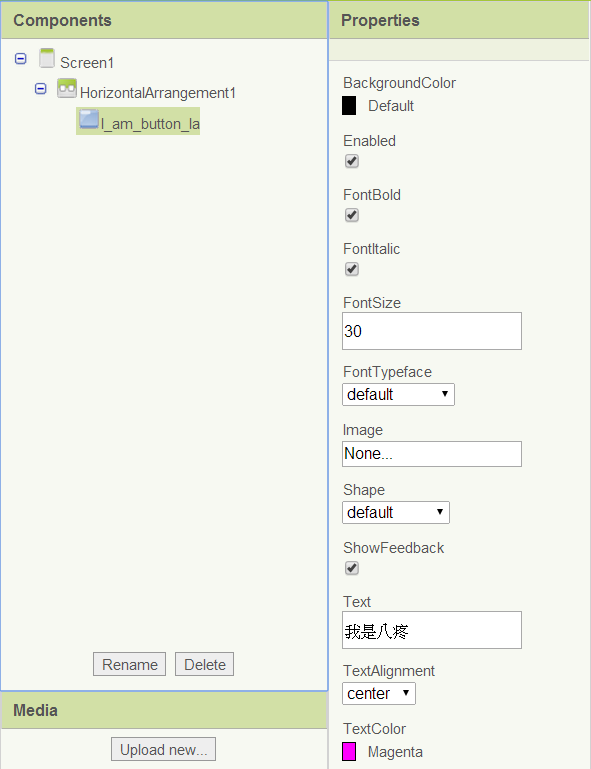 Components
Screen1
HorizontalArrangement1
I_am_button_la
Rename
Delete
Media
Upload new...
Properties
BackgroundColor
Default
Enabled
FontBold
FontItalic
FontSize
30
FontTypeface
default
Image
None...
Shape
default
ShowFeedback
Text
我是八疼
TextAlignment
center
TextColor
Magenta